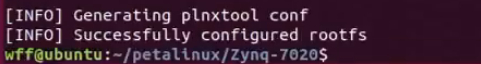 [INFO] Generating plnxtool conf
[INFO] Successfully configured rootfs
wff@ubuntu:~/petalinux/Zynq-7020$